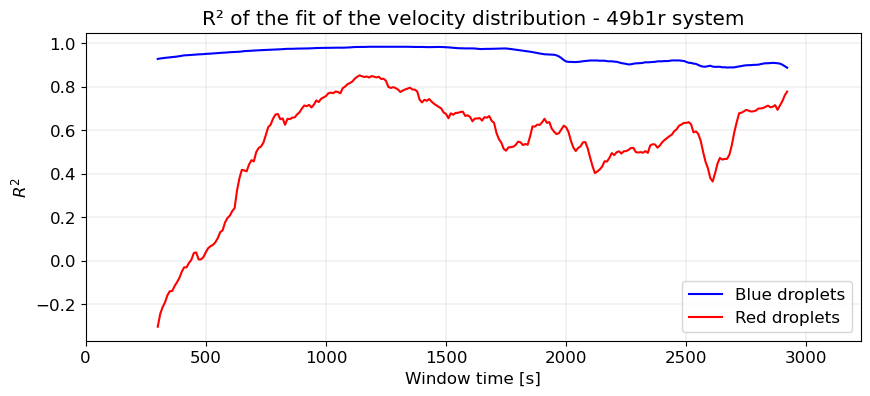 R² of the fit of the velocity distribution - 49b1r system
R²
1.0
0.8
0.6
0.4
0.2
0.0
−0.2
0
500
1000
1500
2000
2500
3000
Window time [s]
Blue droplets
Red droplets